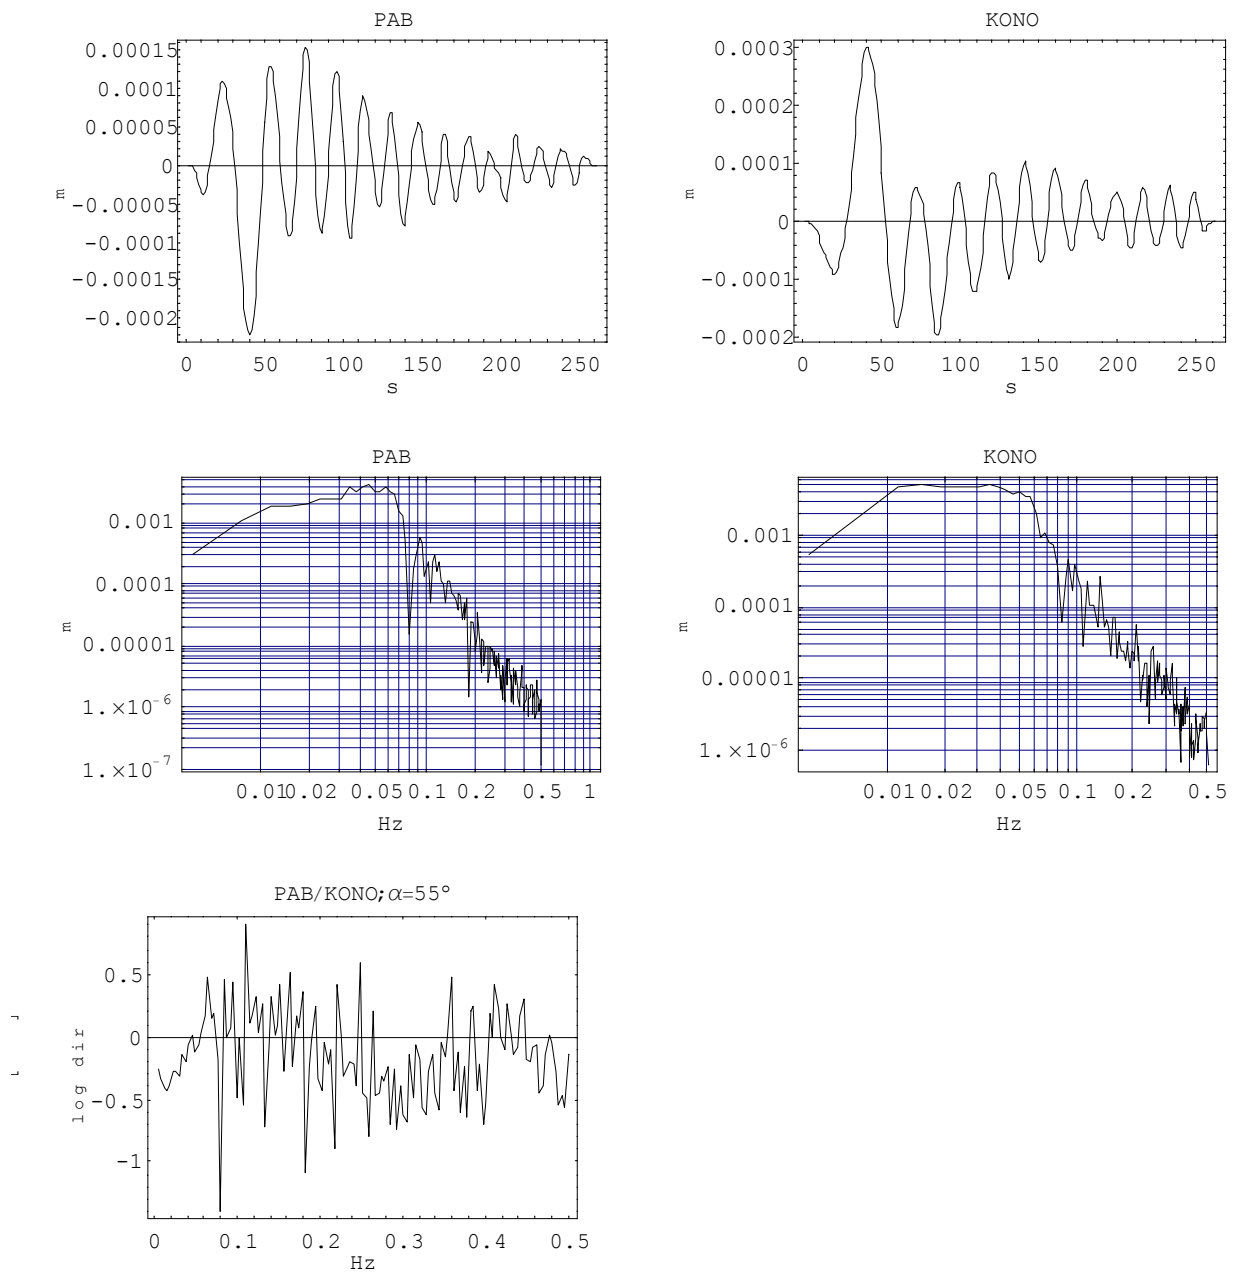 PAB
0.00015
0.0001
0.00005
0
-0.00005
-0.0001
-0.00015
-0.0002
m
0 50 100 150 200 250
s
KONO
0.0003
0.0002
0.0001
0
-0.0001
-0.0002
m
0 50 100 150 200 250
s
PAB
0.001
0.0001
0.00001
1.×10⁻⁶
1.×10⁻⁷
m
0.01 0.02 0.05 0.1 0.2 0.5 1
Hz
KONO
0.001
0.0001
0.00001
1.×10⁻⁶
m
0.01 0.02 0.05 0.1 0.2 0.5
Hz
PAB/KONO;α=55°
0.5
0
-0.5
-1
log dir
0 0.1 0.2 0.3 0.4 0.5
Hz